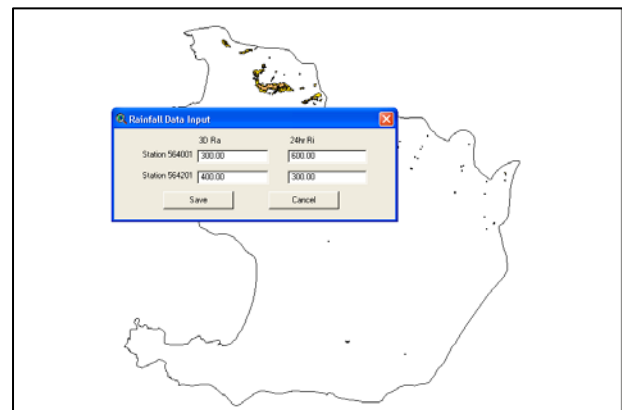 Rainfall Data Input
3D Ra 24hr Ri
Station 564001 300.00 600.00
Station 564201 400.00 300.00
Save Cancel